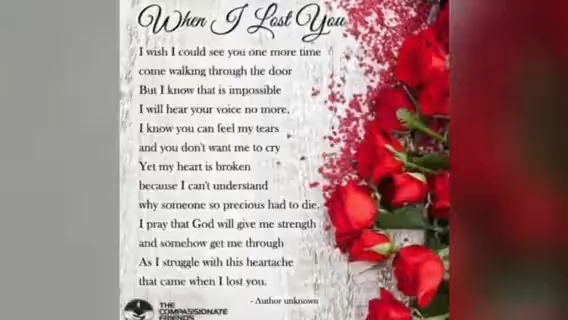 When I Lost You
I wish I could see you one more time
come walking through the door
But I know that is impossible
I will hear your voice no more.
I know you can feel my tears
and you don't want me to cry
Yet my heart is broken
because I can't understand
why someone so precious had to die.
I pray that God will give me strength
and somehow get me through
As I struggle with this heartache
that came when I lost you.
- Author unknown
THE
COMPASSIONATE
FRIENDS